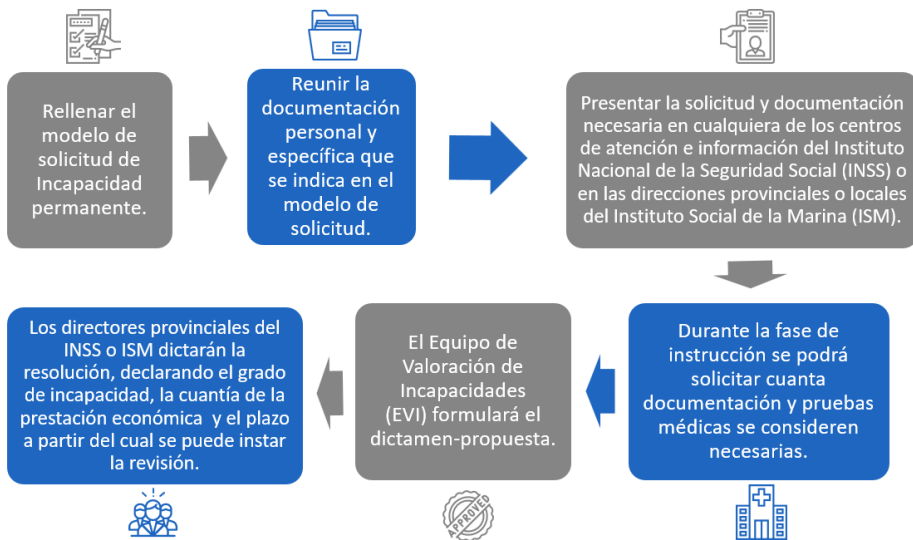 Rellenar el
modelo de
solicitud de
Incapacidad
permanente.
Reunir la
documentación
personal y
específica que
se indica en el
modelo de
solicitud.
Presentar la solicitud y documentación
necesaria en cualquiera de los centros
de atención e información del Instituto
Nacional de la Seguridad Social (INSS) o
en las direcciones provinciales o locales
del Instituto Social de la Marina (ISM).
Durante la fase de
instrucción se podrá
solicitar cuanta
documentación y pruebas
médicas se consideren
necesarias.
El Equipo de
Valoración de
Incapacidades
(EVI) formulará el
dictamen-propuesta.
APPROVED
Los directores provinciales del
INSS o ISM dictarán la
resolución, declarando el grado
de incapacidad, la cuantía de la
prestación económica y el plazo
a partir del cual se puede instar
la revisión.